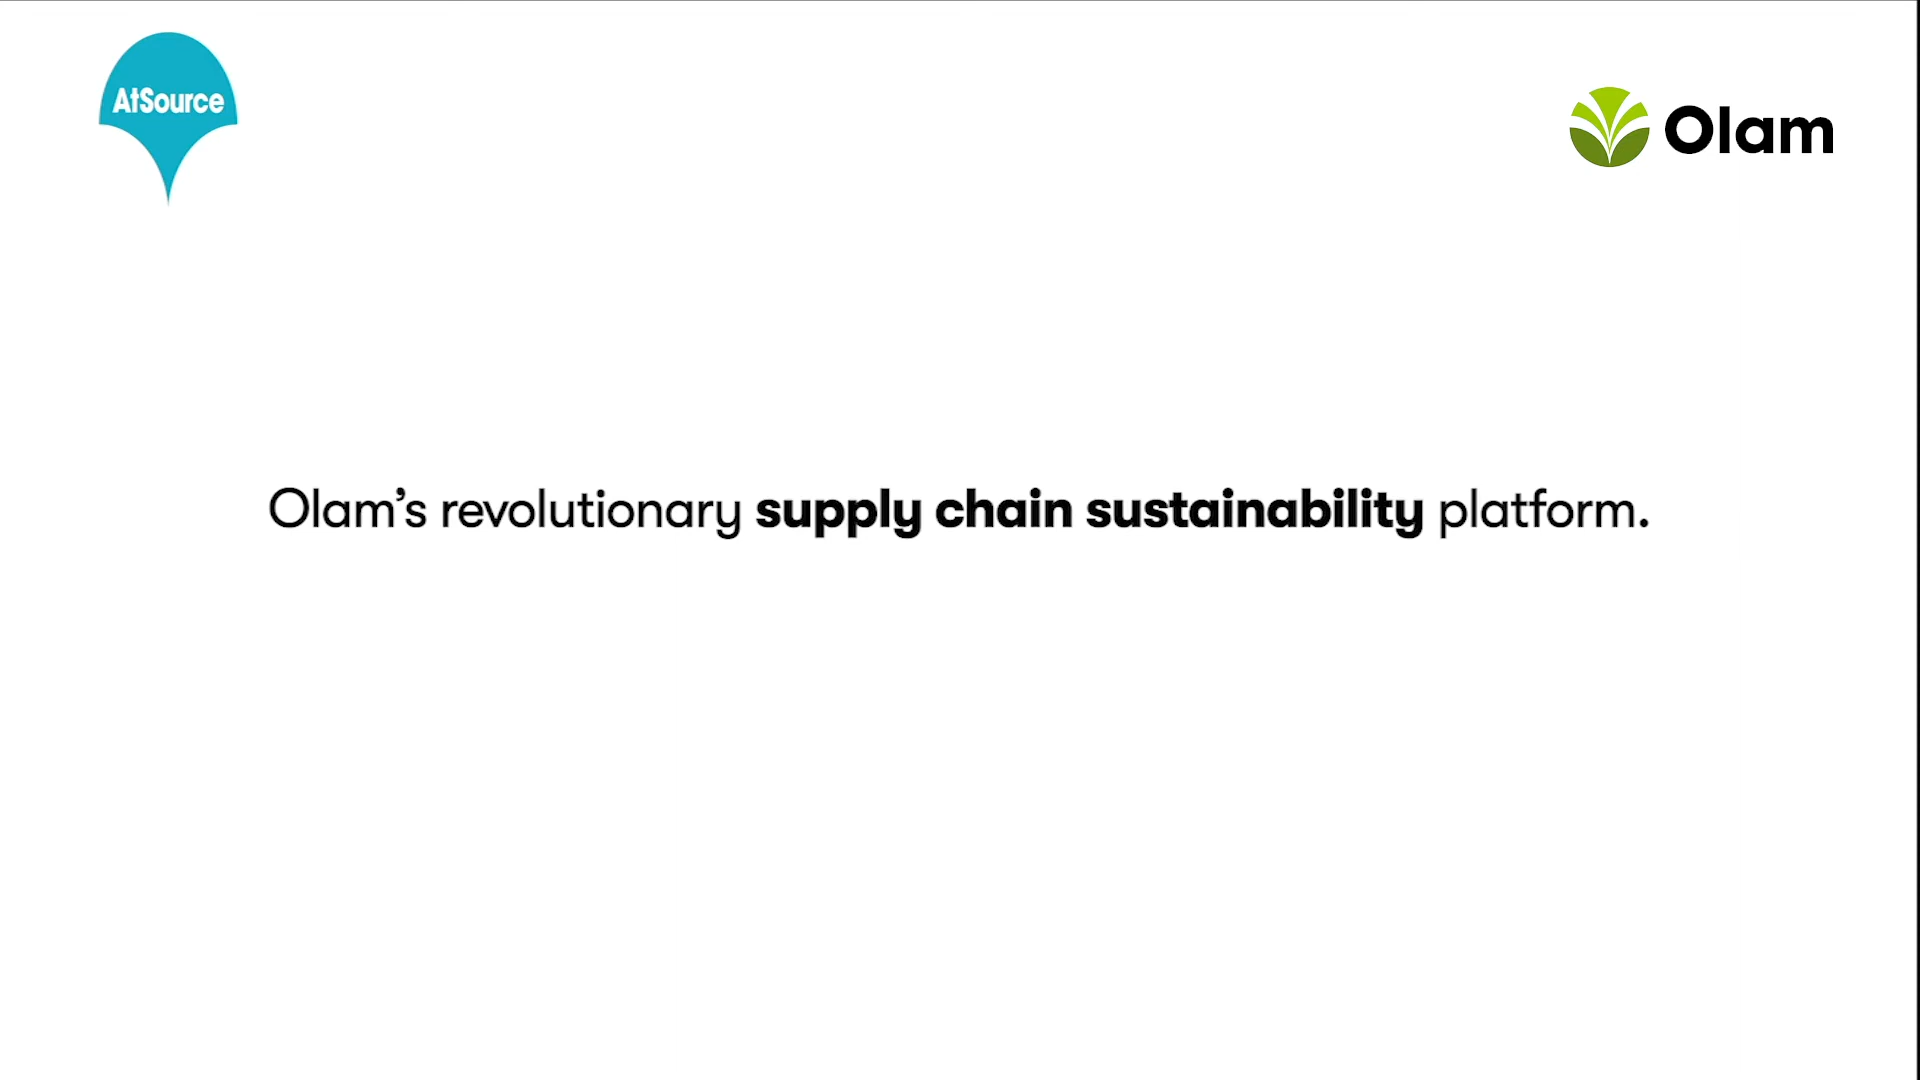 AtSource
Olam
Olam’s revolutionary supply chain sustainability platform.